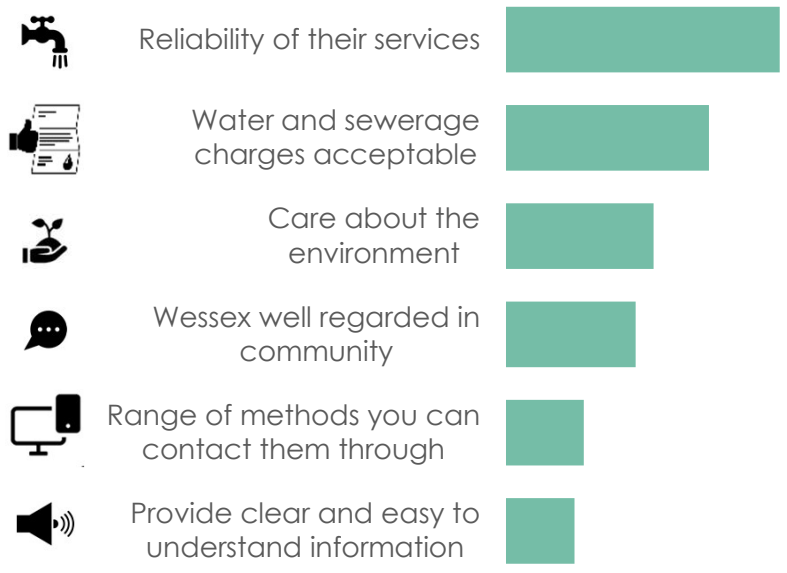 Reliability of their services
Water and sewerage
charges acceptable
Care about the
environment
Wessex well regarded in
community
Range of methods you can
contact them through
Provide clear and easy to
understand information